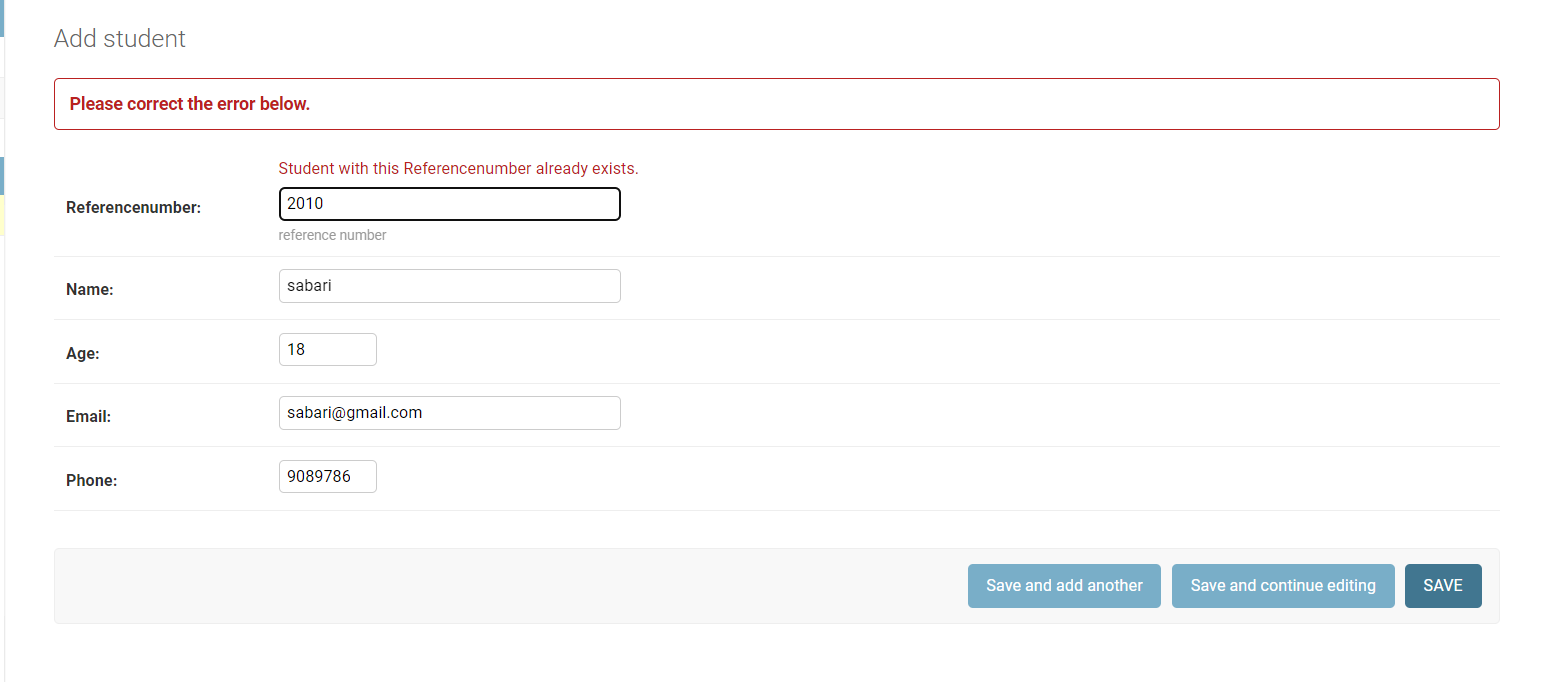 Add student
Please correct the error below.
Student with this Referencenumber already exists.
Referencenumber: 2010
reference number
Name: sabari
Age: 18
Email: sabari@gmail.com
Phone: 9089786
Save and add another Save and continue editing SAVE